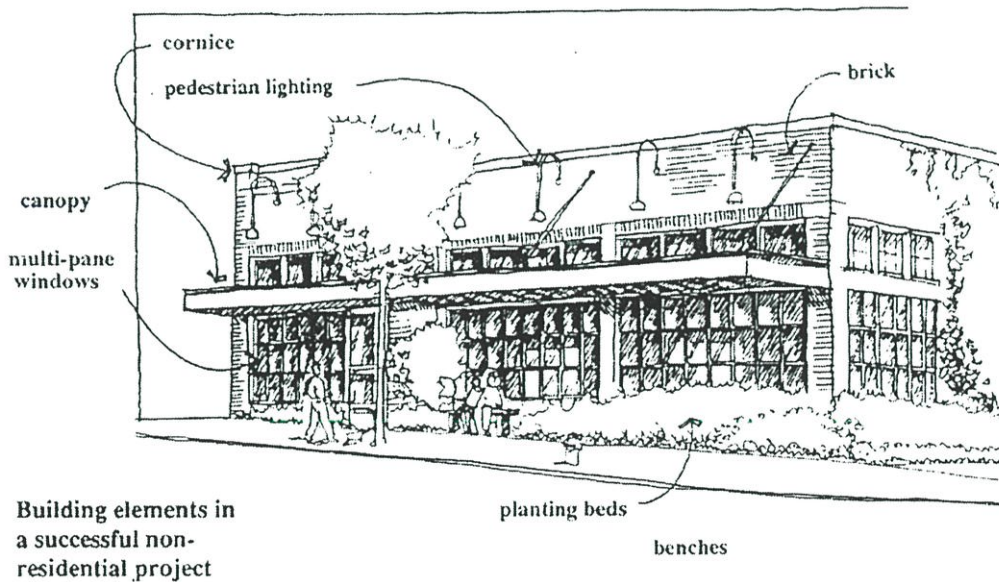 cornice
pedestrian lighting
brick
canopy
multi-pane
windows
planting beds
benches
Building elements in
a successful non-
residential project